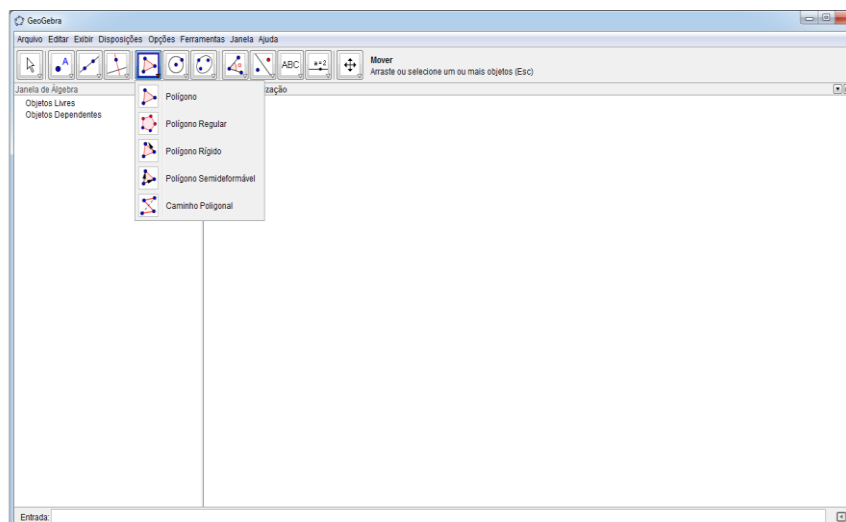 GeoGebra
Arquivo Editar Exibir Disposições Opções Ferramentas Janela Ajuda
A
ABC
a=2
Mover
Arraste ou selecione um ou mais objetos (Esc)
Janela de Álgebra
ização
Objetos Livres
Objetos Dependentes
Polígono
Polígono Regular
Polígono Rígido
Polígono Semideformável
Caminho Poligonal
Entrada: